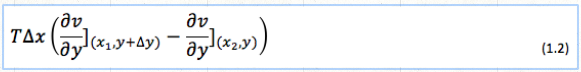 TΔx (∂v/∂y](x₁,y+Δy) − ∂v/∂y](x₂,y)) (1.2)